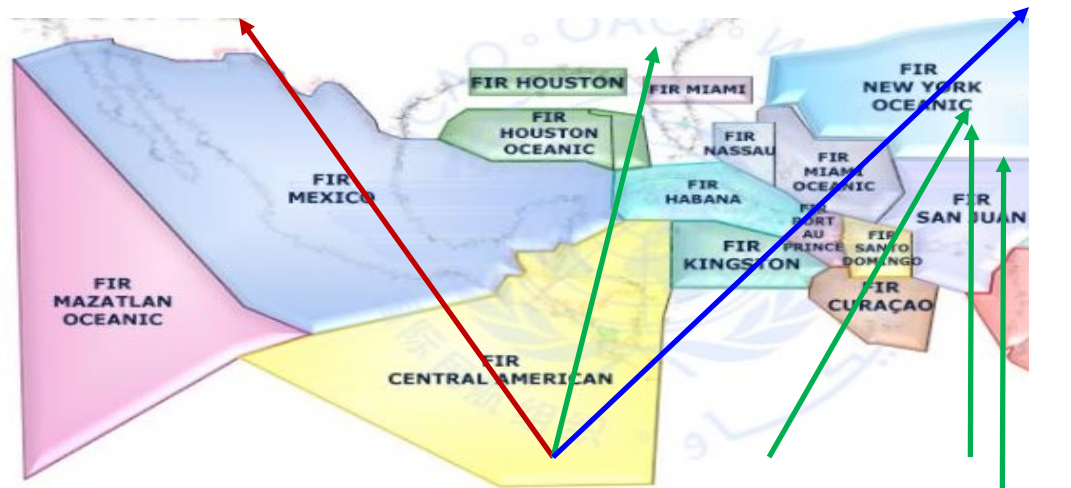 FIR HOUSTON
FIR MIAMI
FIR
NEW YORK
OCEANIC
FIR
HOUSTON
OCEANIC
FIR
NASSAU
FIR
MIAMI
OCEANIC
FIR
MEXICO
FIR
HABANA
FIR
SAN JUAN
FIR
PORT
AU
PRINCE
FIR
SANTO
DOMINGO
FIR
KINGSTON
FIR
MAZATLAN
OCEANIC
FIR
CURAÇAO
FIR
CENTRAL AMERICAN